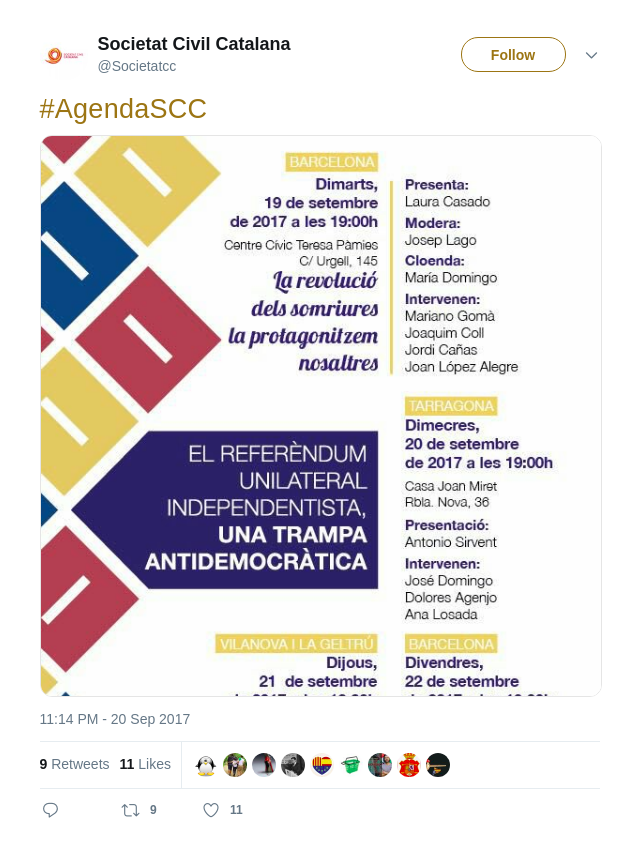 Societat Civil Catalana
@Societatcc
Follow
#AgendaSCC
BARCELONA
Dimarts,
19 de setembre
de 2017 a les 19:00h
Centre Cívic Teresa Pàmies
C/ Urgell, 145
La revolució
dels somriures
la protagonitzem
nosaltres
Presenta:
Laura Casado
Modera:
Josep Lago
Cloenda:
María Domingo
Intervenen:
Mariano Gomà
Joaquim Coll
Jordi Cañas
Joan López Alegre
TARRAGONA
Dimecres,
20 de setembre
de 2017 a les 19:00h
Casa Joan Miret
Rbla. Nova, 36
Presentació:
Antonio Sirvent
Intervenen:
José Domingo
Dolores Agenjo
Ana Losada
EL REFERÈNDUM
UNILATERAL
INDEPENDENTISTA,
UNA TRAMPA
ANTIDEMOCRÀTICA
VILANOVA I LA GELTRÚ
Dijous,
21 de setembre
BARCELONA
Divendres,
22 de setembre
11:14 PM - 20 Sep 2017
9 Retweets 11 Likes
9 11